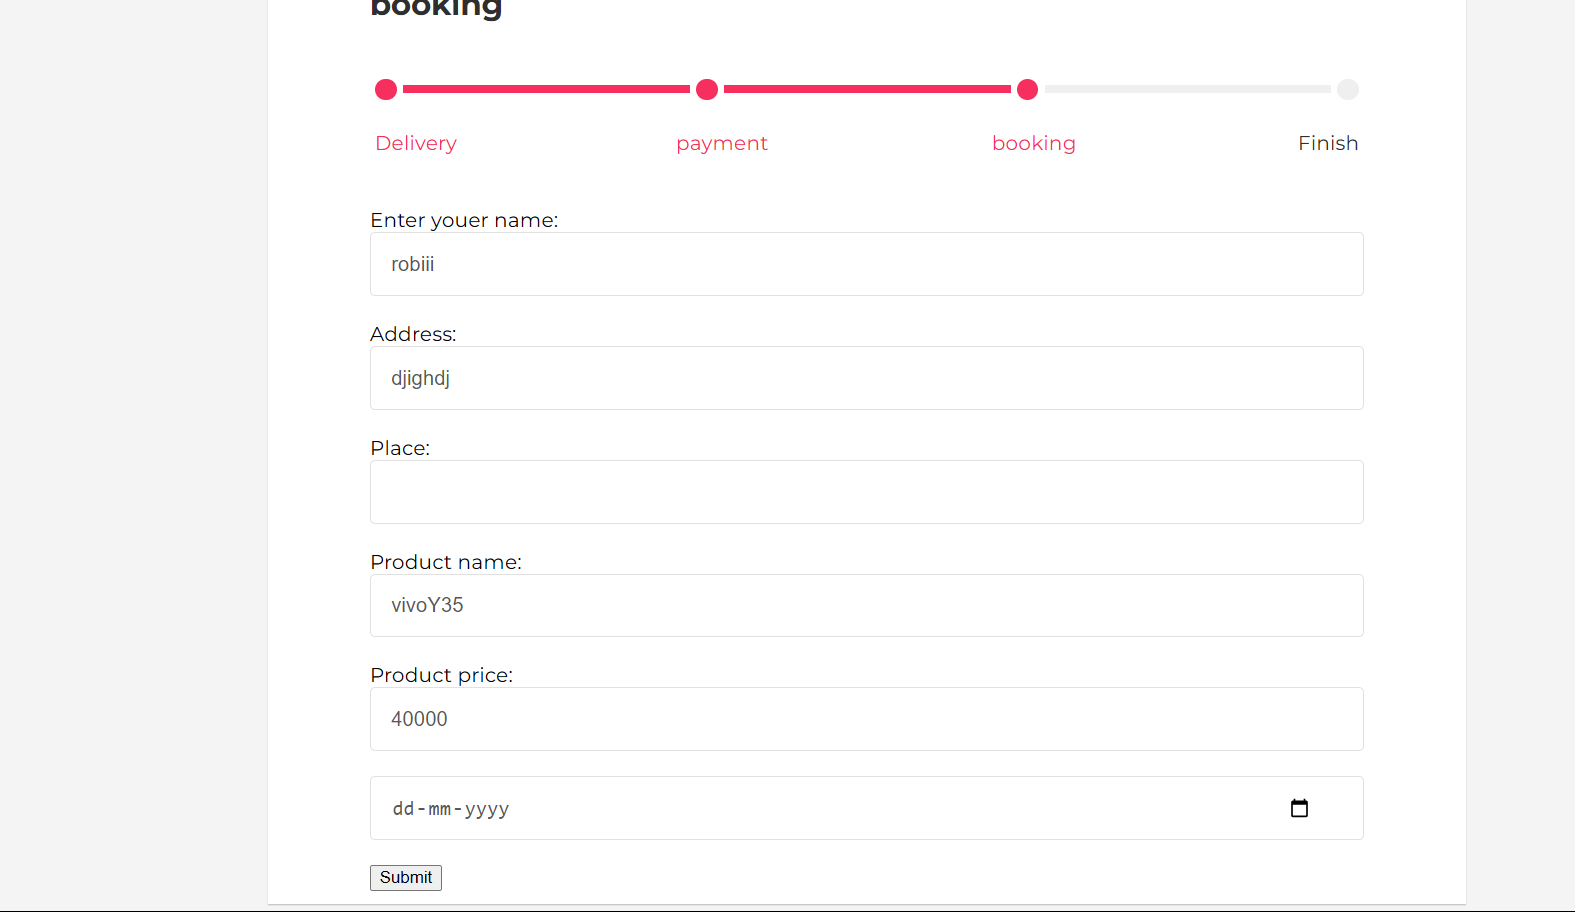 booking
Delivery payment booking Finish
Enter youer name:
robiii
Address:
djighdj
Place:
Product name:
vivoY35
Product price:
40000
dd-mm-yyyy
Submit